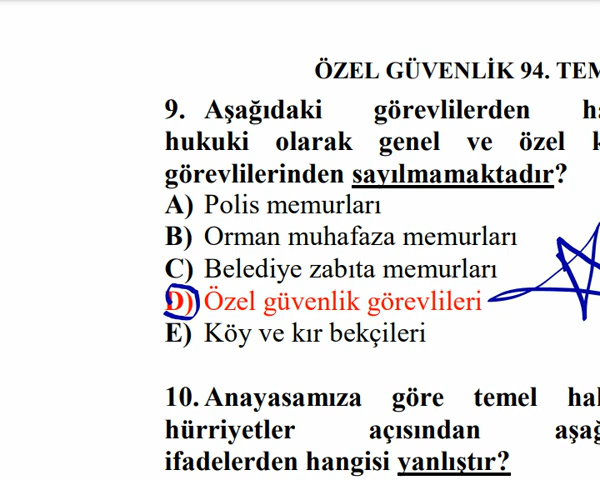 ÖZEL GÜVENLİK 94. TEM
9. Aşağıdaki görevlilerden
hukuki olarak genel ve özel
görevlilerinden sayılmamaktadır?
A) Polis memurları
B) Orman muhafaza memurları
C) Belediye zabıta memurları
D) Özel güvenlik görevlileri
E) Köy ve kır bekçileri
10. Anayasamıza göre temel
hürriyetler açısından
ifadelerden hangisi yanlıştır?